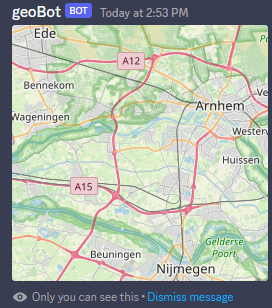 geoBot BOT Today at 2:53 PM
Ede
A12
Bennekom
Arnhem
Wageningen
Westerv
Huissen
A15
Gelderse
Poort
Beuningen
Nijmegen
Only you can see this • Dismiss message